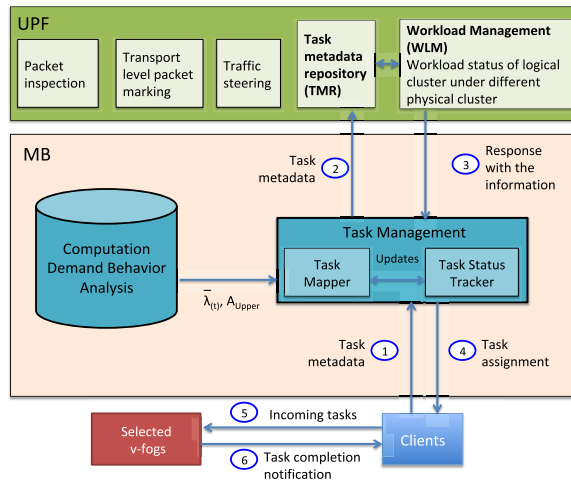 UPF
Packet
inspection
Transport
level packet
marking
Traffic
steering
Task
metadata
repository
(TMR)
Workload Management
(WLM)
Workload status of logical
cluster under different
physical cluster
MB
Task
metadata
2
3
Response
with the
information
Computation
Demand Behavior
Analysis
λ̅(t), AUpper
Task Management
Task
Mapper
Updates
Task Status
Tracker
Task
metadata
1
4
Task
assignment
Selected
v-fogs
5
Incoming tasks
6
Task completion
notification
Clients